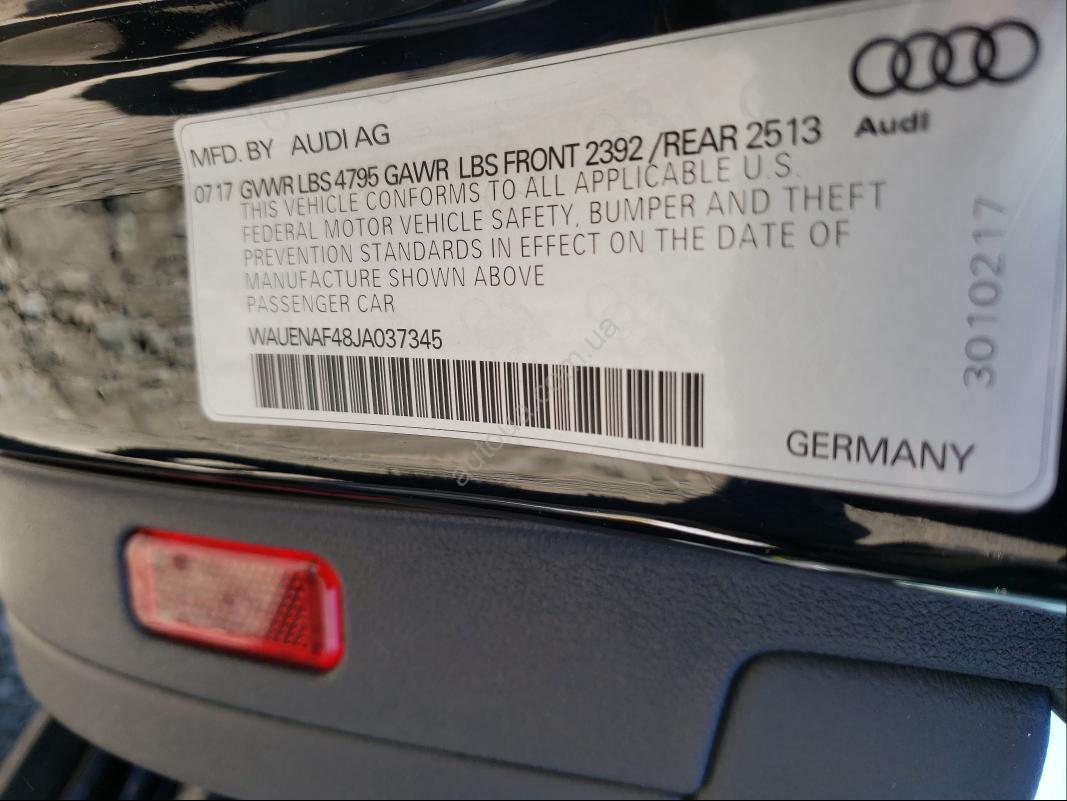 Audi
MFD. BY AUDI AG
07 17 GVWR LBS 4795 GAWR LBS FRONT 2392 /REAR 2513
THIS VEHICLE CONFORMS TO ALL APPLICABLE U.S.
FEDERAL MOTOR VEHICLE SAFETY, BUMPER AND THEFT
PREVENTION STANDARDS IN EFFECT ON THE DATE OF
MANUFACTURE SHOWN ABOVE
PASSENGER CAR
WAUENAF48JA037345
GERMANY
3010217